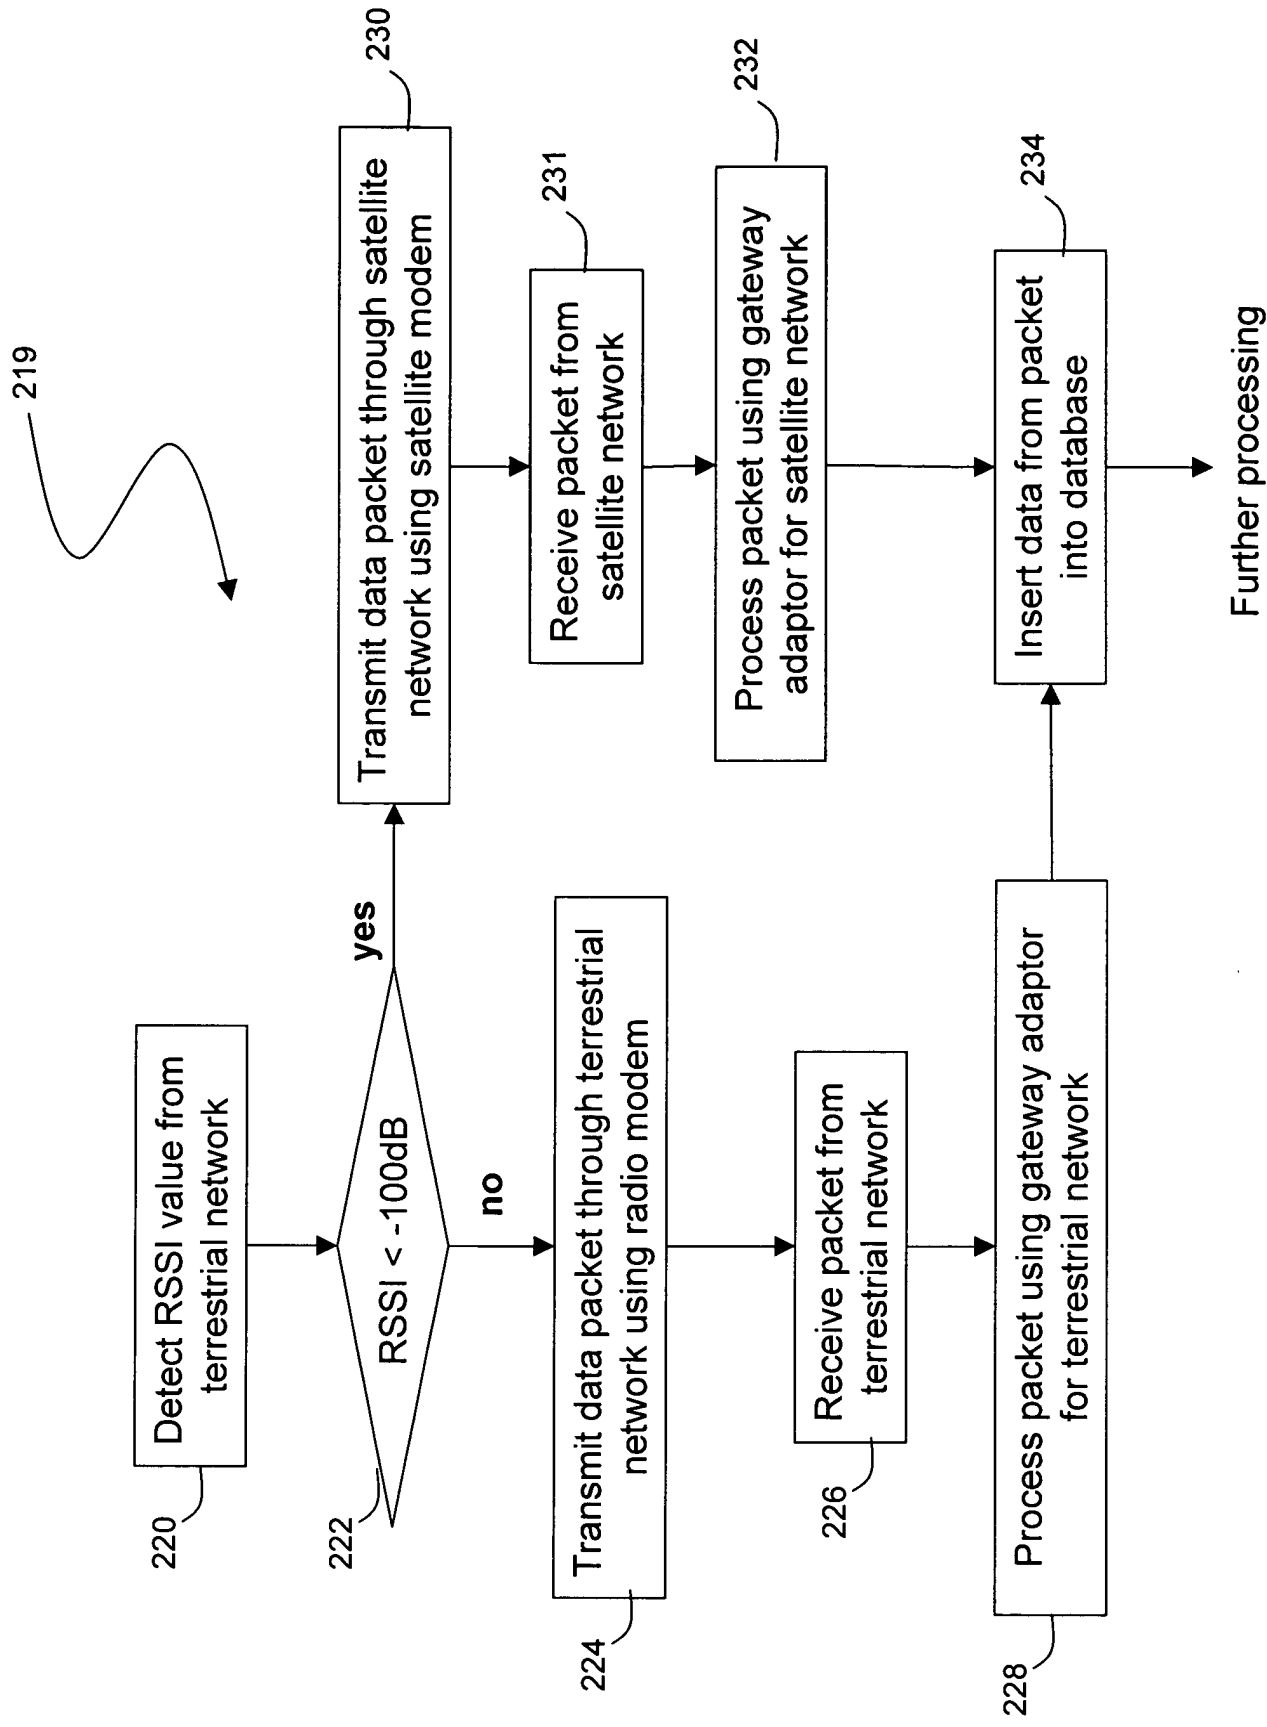 219
220
Detect RSSI value from
terrestrial network
222
RSSI < -100dB
yes
no
230
Transmit data packet through satellite
network using satellite modem
231
Receive packet from
satellite network
232
Process packet using gateway
adaptor for satellite network
224
Transmit data packet through terrestrial
network using radio modem
226
Receive packet from
terrestrial network
228
Process packet using gateway adaptor
for terrestrial network
234
Insert data from packet
into database
Further processing